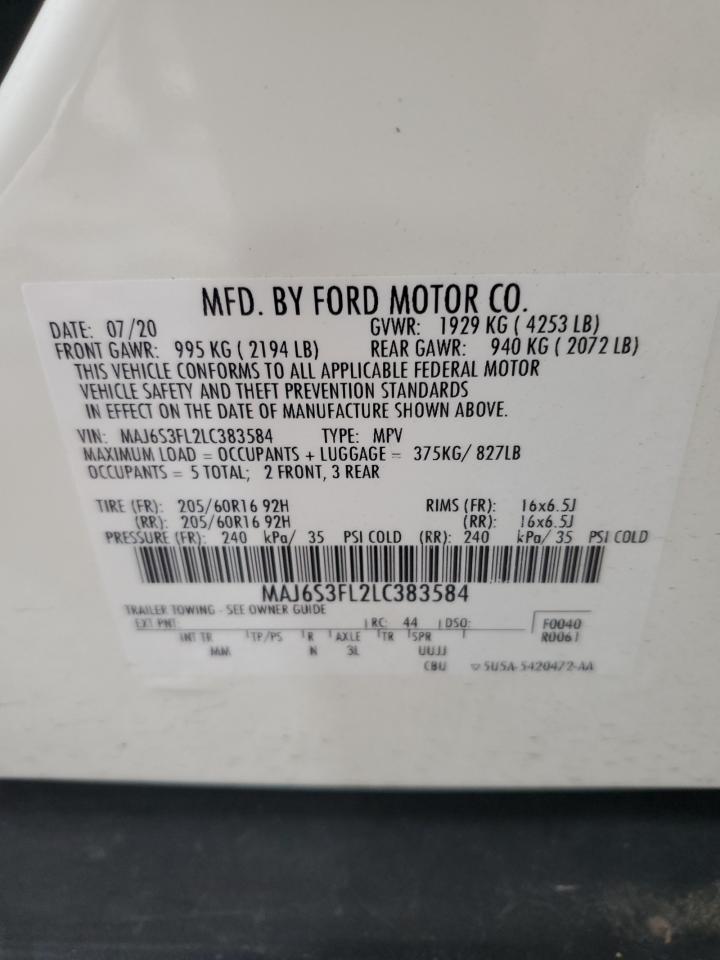 MFD. BY FORD MOTOR CO.
DATE: 07/20 GVWR: 1929 KG ( 4253 LB)
FRONT GAWR: 995 KG ( 2194 LB) REAR GAWR: 940 KG ( 2072 LB)
THIS VEHICLE CONFORMS TO ALL APPLICABLE FEDERAL MOTOR
VEHICLE SAFETY AND THEFT PREVENTION STANDARDS
IN EFFECT ON THE DATE OF MANUFACTURE SHOWN ABOVE.
VIN: MAJ6S3FL2LC383584 TYPE: MPV
MAXIMUM LOAD = OCCUPANTS + LUGGAGE = 375KG/ 827LB
OCCUPANTS = 5 TOTAL; 2 FRONT, 3 REAR
TIRE (FR): 205/60R16 92H RIMS (FR): 16x6.5J
(RR): 205/60R16 92H (RR): 16x6.5J
PRESSURE (FR): 240 kPa/ 35 PSI COLD (RR): 240 kPa/ 35 PSI COLD
MAJ6S3FL2LC383584
TRAILER TOWING - SEE OWNER GUIDE
EXT PNT: RC: 44 DSO: F0040
R0061
INT TR TP/PS R AXLE TR SPR
MM N 3L UUJJ
CBU 5U5A-5420472-AA